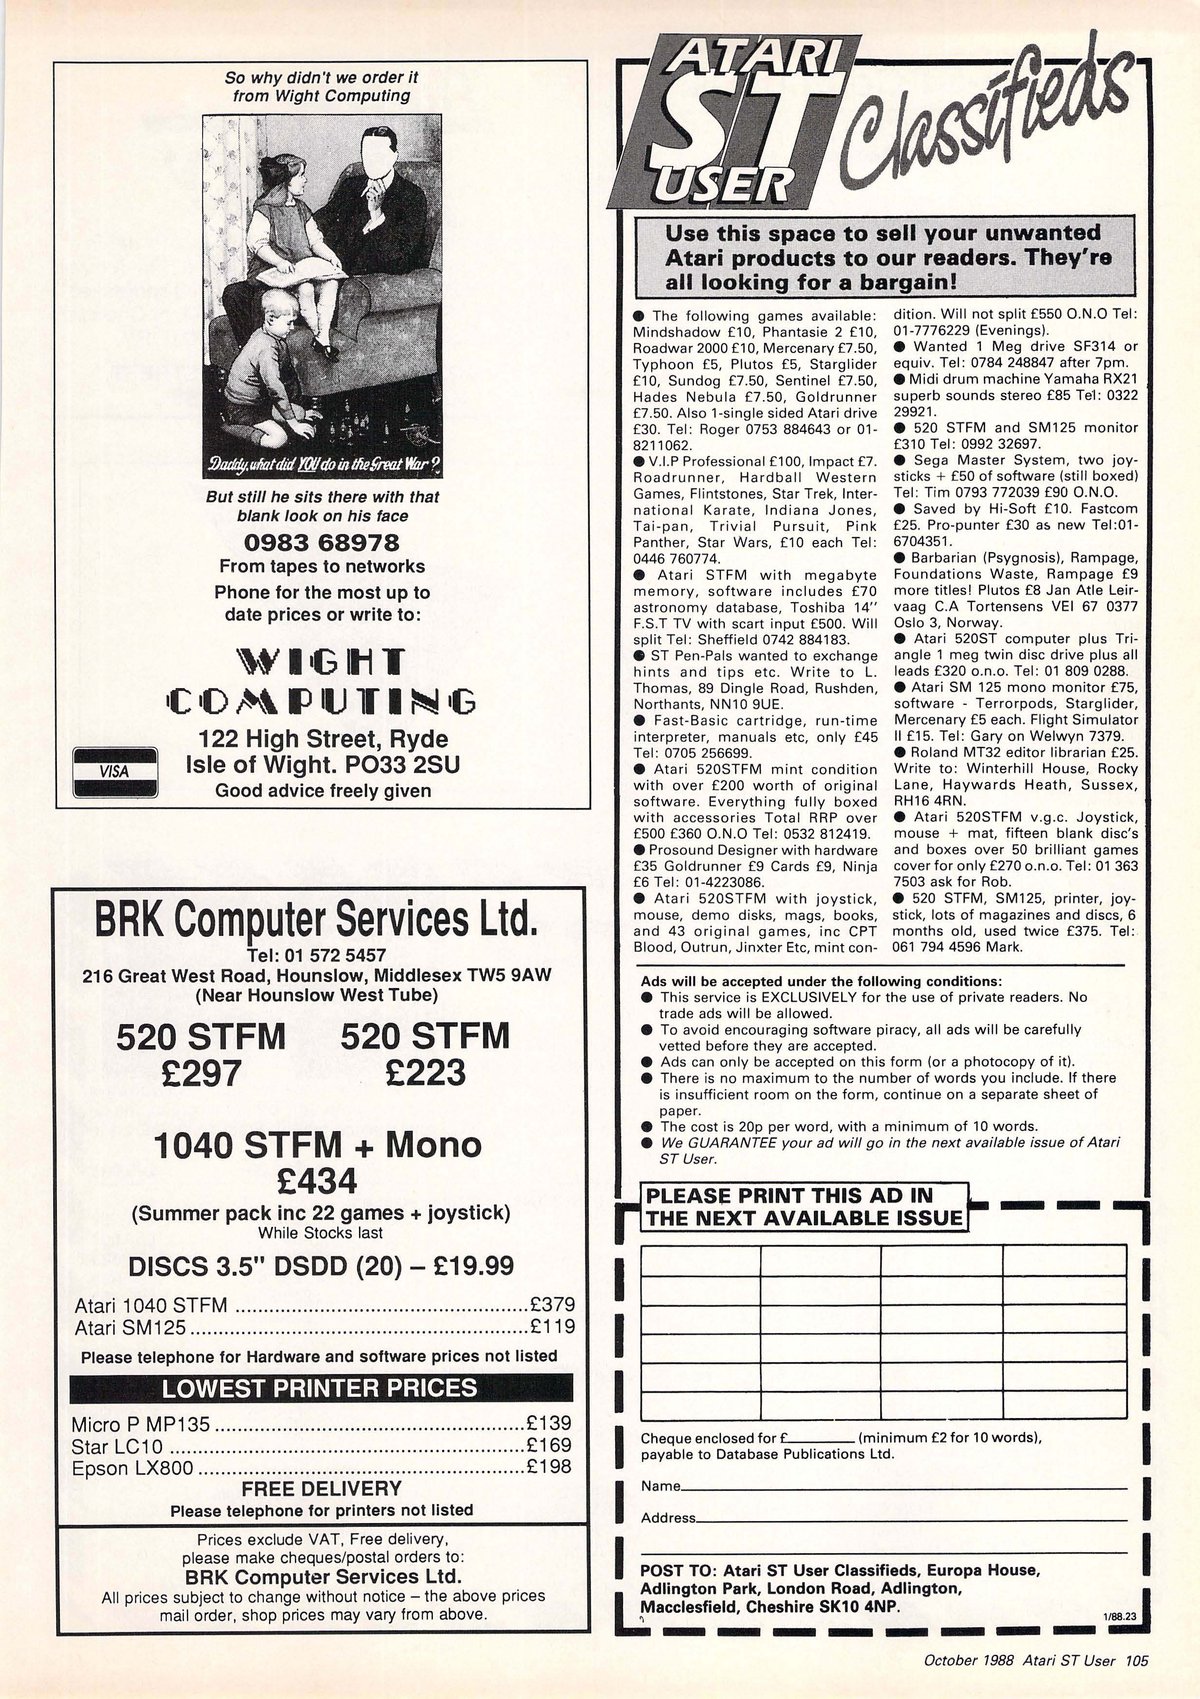 So why didn't we order it
from Wight Computing
Daddy, what did YOU do in the Great War?
But still he sits there with that
blank look on his face
0983 68978
From tapes to networks
Phone for the most up to
date prices or write to:
WIGHT
COMPUTING
122 High Street, Ryde
Isle of Wight. PO33 2SU
Good advice freely given
VISA
BRK Computer Services Ltd.
Tel: 01 572 5457
216 Great West Road, Hounslow, Middlesex TW5 9AW
(Near Hounslow West Tube)
520 STFM 520 STFM
£297 £223
1040 STFM + Mono
£434
(Summer pack inc 22 games + joystick)
While Stocks last
DISCS 3.5" DSDD (20) – £19.99
Atari 1040 STFM ....................................................£379
Atari SM125............................................................£119
Please telephone for Hardware and software prices not listed
LOWEST PRINTER PRICES
Micro P MP135.......................................................£139
Star LC10 ...............................................................£169
Epson LX800..........................................................£198
FREE DELIVERY
Please telephone for printers not listed
Prices exclude VAT, Free delivery,
please make cheques/postal orders to:
BRK Computer Services Ltd.
All prices subject to change without notice – the above prices
mail order, shop prices may vary from above.
ATARI
ST
USER
Classifieds
Use this space to sell your unwanted
Atari products to our readers. They're
all looking for a bargain!
● The following games available:
Mindshadow £10, Phantasie 2 £10,
Roadwar 2000 £10, Mercenary £7.50,
Typhoon £5, Plutos £5, Starglider
£10, Sundog £7.50, Sentinel £7.50,
Hades Nebula £7.50, Goldrunner
£7.50. Also 1-single sided Atari drive
£30. Tel: Roger 0753 884643 or 01-
8211062.
● V.I.P Professional £100, Impact £7.
Roadrunner, Hardball Western
Games, Flintstones, Star Trek, Inter-
national Karate, Indiana Jones,
Tai-pan, Trivial Pursuit, Pink
Panther, Star Wars, £10 each Tel:
0446 760774.
● Atari STFM with megabyte
memory, software includes £70
astronomy database, Toshiba 14''
F.S.T TV with scart input £500. Will
split Tel: Sheffield 0742 884183.
● ST Pen-Pals wanted to exchange
hints and tips etc. Write to L.
Thomas, 89 Dingle Road, Rushden,
Northants, NN10 9UE.
● Fast-Basic cartridge, run-time
interpreter, manuals etc, only £45
Tel: 0705 256699.
● Atari 520STFM mint condition
with over £200 worth of original
software. Everything fully boxed
with accessories Total RRP over
£500 £360 O.N.O Tel: 0532 812419.
● Prosound Designer with hardware
£35 Goldrunner £9 Cards £9, Ninja
£6 Tel: 01-4223086.
● Atari 520STFM with joystick,
mouse, demo disks, mags, books,
and 43 original games, inc CPT
Blood, Outrun, Jinxter Etc, mint con-
dition. Will not split £550 O.N.O Tel:
01-7776229 (Evenings).
● Wanted 1 Meg drive SF314 or
equiv. Tel: 0784 248847 after 7pm.
● Midi drum machine Yamaha RX21
superb sounds stereo £85 Tel: 0322
29921.
● 520 STFM and SM125 monitor
£310 Tel: 0992 32697.
● Sega Master System, two joy-
sticks + £50 of software (still boxed)
Tel: Tim 0793 772039 £90 O.N.O.
● Saved by Hi-Soft £10. Fastcom
£25. Pro-punter £30 as new Tel:01-
6704351.
● Barbarian (Psygnosis), Rampage,
Foundations Waste, Rampage £9
more titles! Plutos £8 Jan Atle Leir-
vaag C.A Tortensens VEI 67 0377
Oslo 3, Norway.
● Atari 520ST computer plus Tri-
angle 1 meg twin disc drive plus all
leads £320 o.n.o. Tel: 01 809 0288.
● Atari SM 125 mono monitor £75,
software - Terrorpods, Starglider,
Mercenary £5 each. Flight Simulator
II £15. Tel: Gary on Welwyn 7379.
● Roland MT32 editor librarian £25.
Write to: Winterhill House, Rocky
Lane, Haywards Heath, Sussex,
RH16 4RN.
● Atari 520STFM v.g.c. Joystick,
mouse + mat, fifteen blank disc's
and boxes over 50 brilliant games
cover for only £270 o.n.o. Tel: 01 363
7503 ask for Rob.
● 520 STFM, SM125, printer, joy-
stick, lots of magazines and discs, 6
months old, used twice £375. Tel:
061 794 4596 Mark.
Ads will be accepted under the following conditions:
● This service is EXCLUSIVELY for the use of private readers. No
trade ads will be allowed.
● To avoid encouraging software piracy, all ads will be carefully
vetted before they are accepted.
● Ads can only be accepted on this form (or a photocopy of it).
● There is no maximum to the number of words you include. If there
is insufficient room on the form, continue on a separate sheet of
paper.
● The cost is 20p per word, with a minimum of 10 words.
● We GUARANTEE your ad will go in the next available issue of Atari
ST User.
PLEASE PRINT THIS AD IN
THE NEXT AVAILABLE ISSUE
Cheque enclosed for £________ (minimum £2 for 10 words),
payable to Database Publications Ltd.
Name
Address
POST TO: Atari ST User Classifieds, Europa House,
Adlington Park, London Road, Adlington,
Macclesfield, Cheshire SK10 4NP.
1/88.23
October 1988 Atari ST User 105